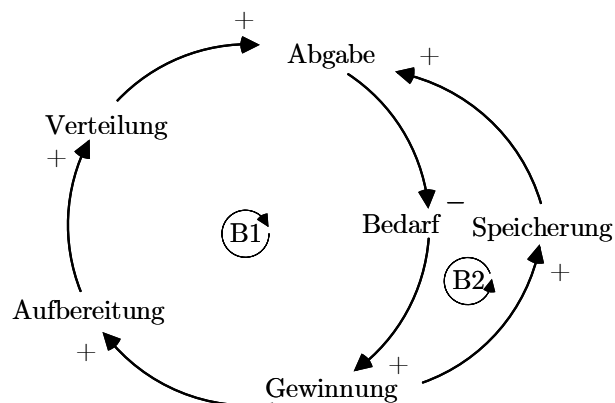 +
Abgabe
+
Verteilung
+
B1
Bedarf
−
Speicherung
B2
+
Aufbereitung
+
+
Gewinnung